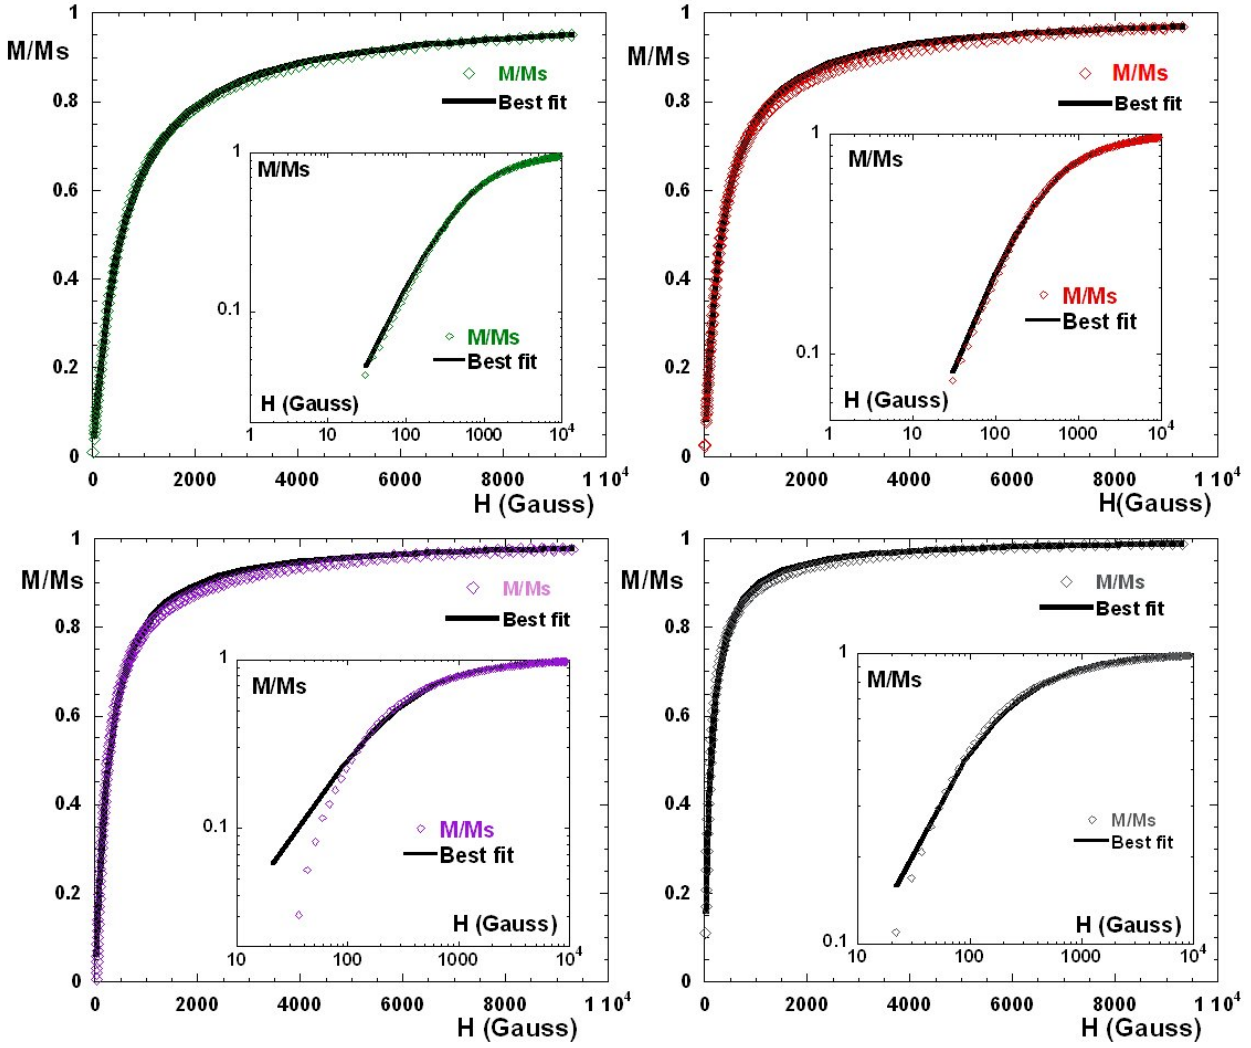 1
M/Ms
0.8
0.6
0.4
0.2
0
M/Ms
Best fit
1
M/Ms
0.1
M/Ms
Best fit
H (Gauss)
1 10 100 1000 10⁴
0 2000 4000 6000 8000 1 10⁴
H (Gauss)
1
M/Ms
0.8
0.6
0.4
0.2
0
M/Ms
Best fit
1
M/Ms
0.1
M/Ms
Best fit
H (Gauss)
1 10 100 1000 10⁴
0 2000 4000 6000 8000 1 10⁴
H(Gauss)
1
M/Ms
0.8
0.6
0.4
0.2
0
M/Ms
Best fit
1
M/Ms
0.1
M/Ms
Best fit
H (Gauss)
10 100 1000 10⁴
0 2000 4000 6000 8000 1 10⁴
H (Gauss)
1
M/Ms
0.8
0.6
0.4
0.2
0
M/Ms
Best fit
1
M/Ms
M/Ms
Best fit
H (Gauss)
0.1
10 100 1000 10⁴
0 2000 4000 6000 8000 1 10⁴
H (Gauss)